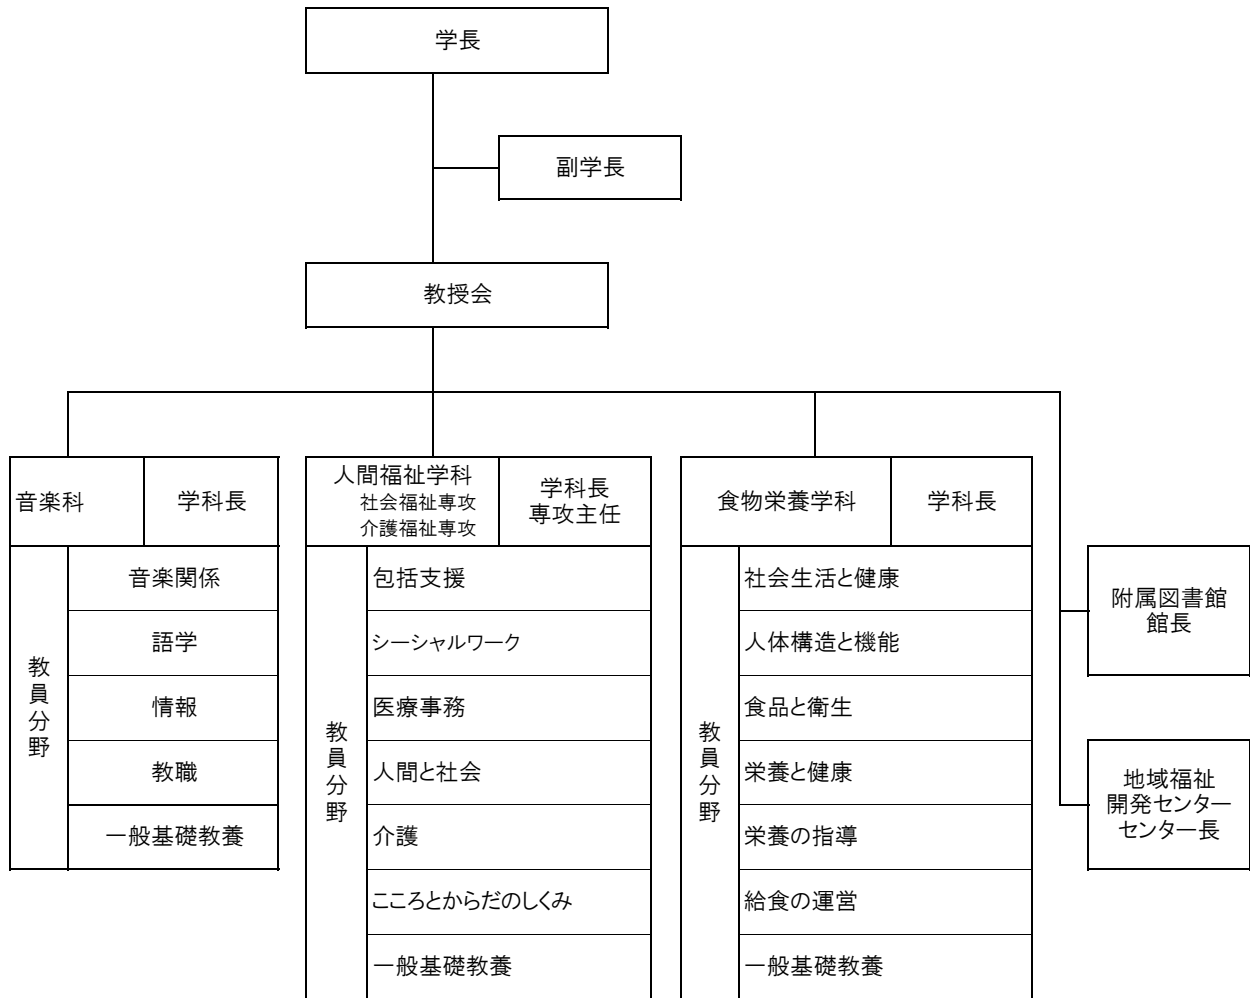 学長
副学長
教授会
音楽科
学科長
教員分野
音楽関係
語学
情報
教職
一般基礎教養
人間福祉学科
社会福祉専攻
介護福祉専攻
学科長
専攻主任
教員分野
包括支援
シーシャルワーク
医療事務
人間と社会
介護
こころとからだのしくみ
一般基礎教養
食物栄養学科
学科長
教員分野
社会生活と健康
人体構造と機能
食品と衛生
栄養と健康
栄養の指導
給食の運営
一般基礎教養
附属図書館
館長
地域福祉
開発センター
センター長